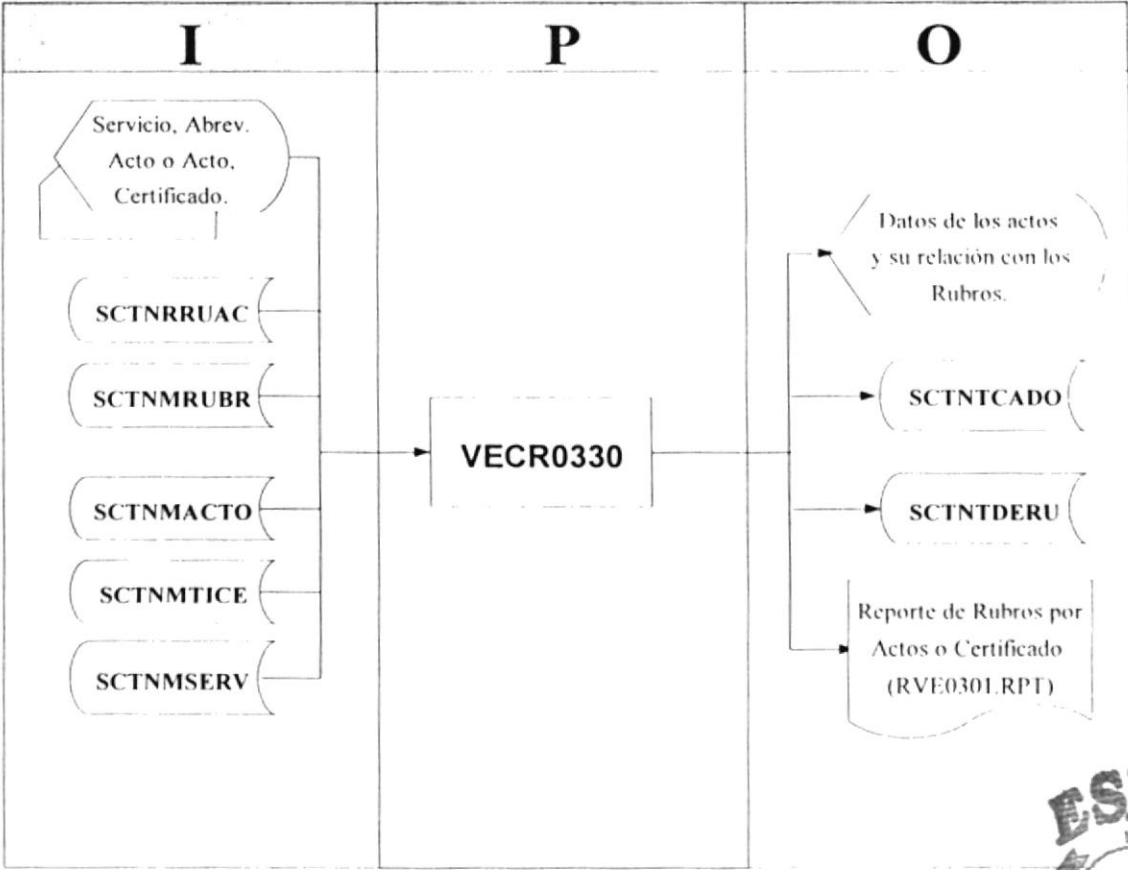 I
P
O
Servicio, Abrev.
Acto o Acto,
Certificado.
SCTNRRUAC
SCTNMRUBR
SCTNMACTO
SCTNMTICE
SCTNMSERV
VECR0330
Datos de los actos
y su relación con los
Rubros.
SCTNTCADO
SCTNTDERU
Reporte de Rubros por
Actos o Certificado
(RVE0301.RPT)